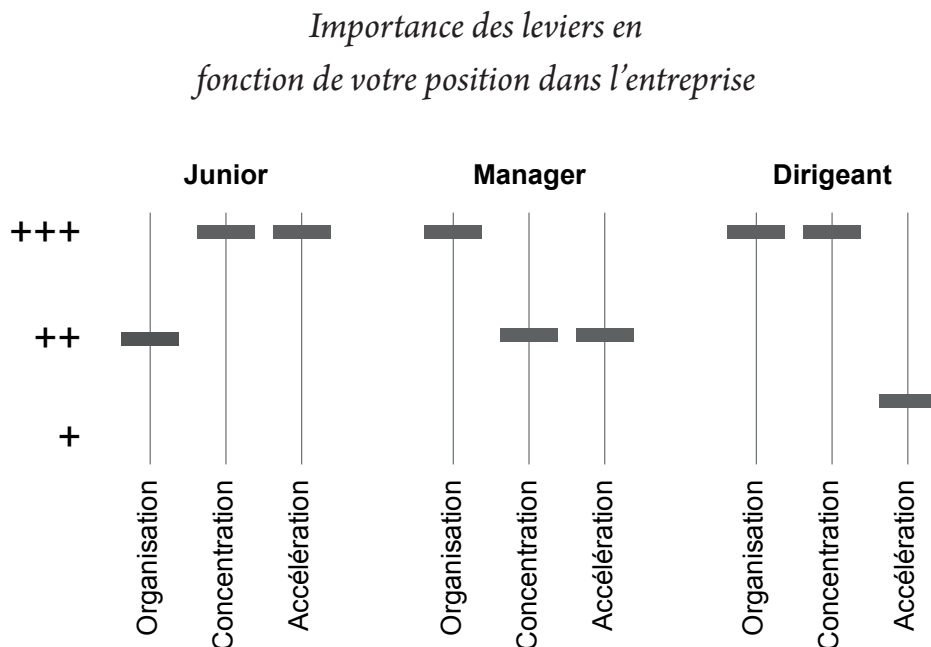 Importance des leviers en
fonction de votre position dans l’entreprise
Junior
Manager
Dirigeant
+++
++
+
Organisation
Concentration
Accélération
Organisation
Concentration
Accélération
Organisation
Concentration
Accélération